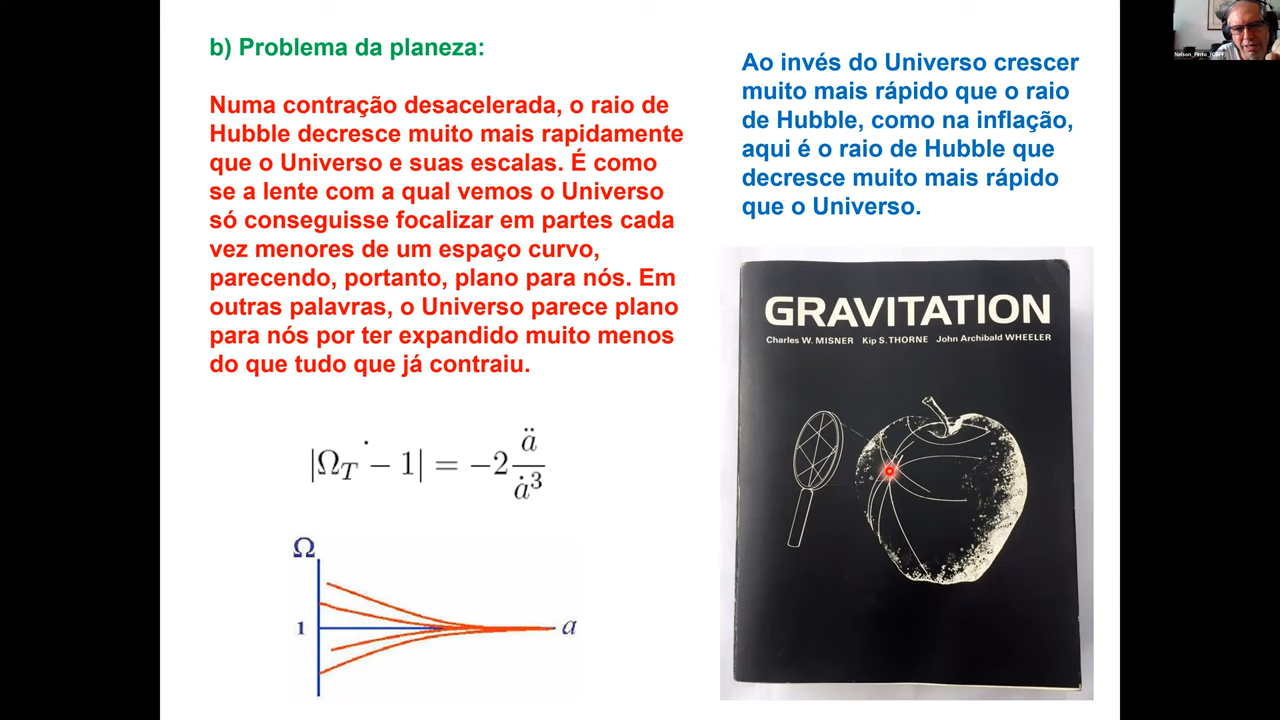 b) Problema da planeza:
Numa contração desacelerada, o raio de
Hubble decresce muito mais rapidamente
que o Universo e suas escalas. É como
se a lente com a qual vemos o Universo
só conseguisse focalizar em partes cada
vez menores de um espaço curvo,
parecendo, portanto, plano para nós. Em
outras palavras, o Universo parece plano
para nós por ter expandido muito menos
do que tudo que já contraiu.
|Ω_T − 1|˙ = −2 ä/ȧ³
Ω
1
a
Ao invés do Universo crescer
muito mais rápido que o raio
de Hubble, como na inflação,
aqui é o raio de Hubble que
decresce muito mais rápido
que o Universo.
GRAVITATION
Charles W. MISNER Kip S. THORNE John Archibald WHEELER
Nelson_Pinto_(CBPF)